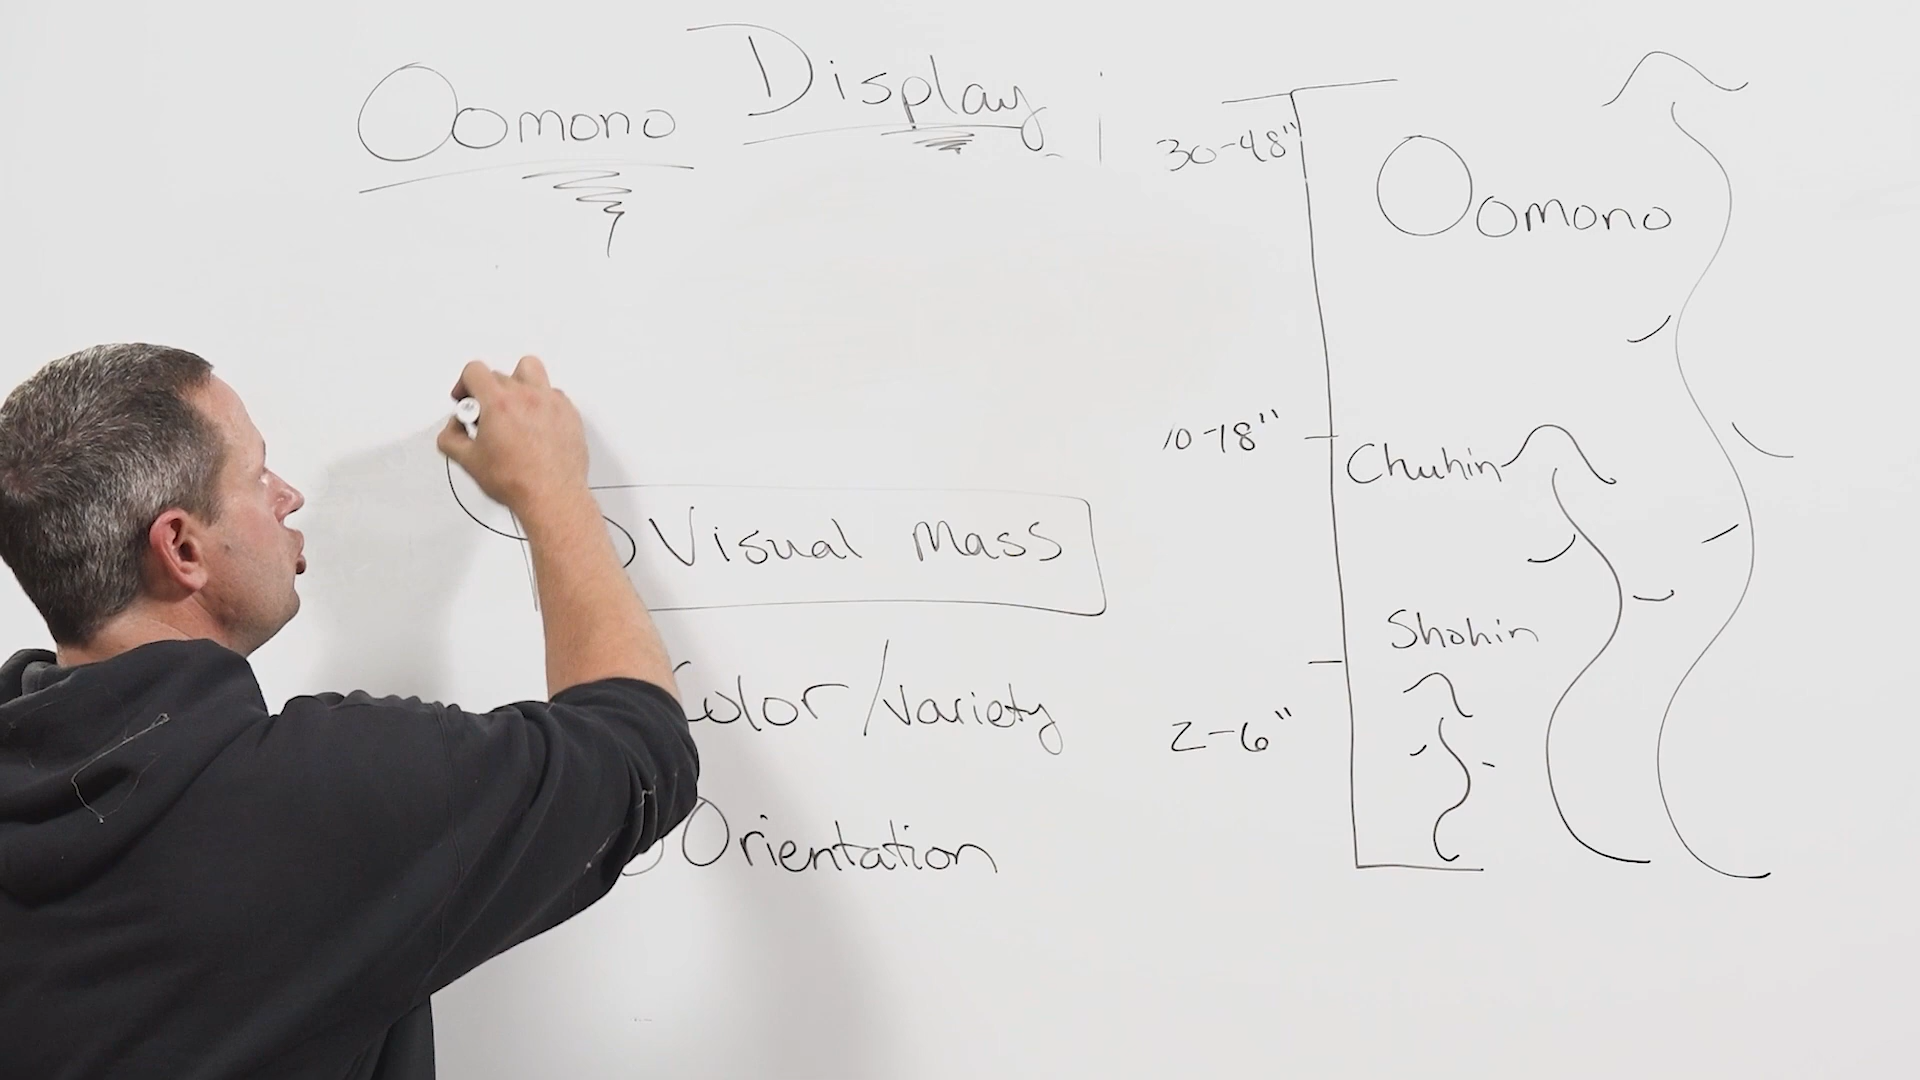 Oomono Display
Visual Mass
Color/Variety
Orientation
30-48"
Oomono
10-18"
Chuhin
Shohin
2-6"